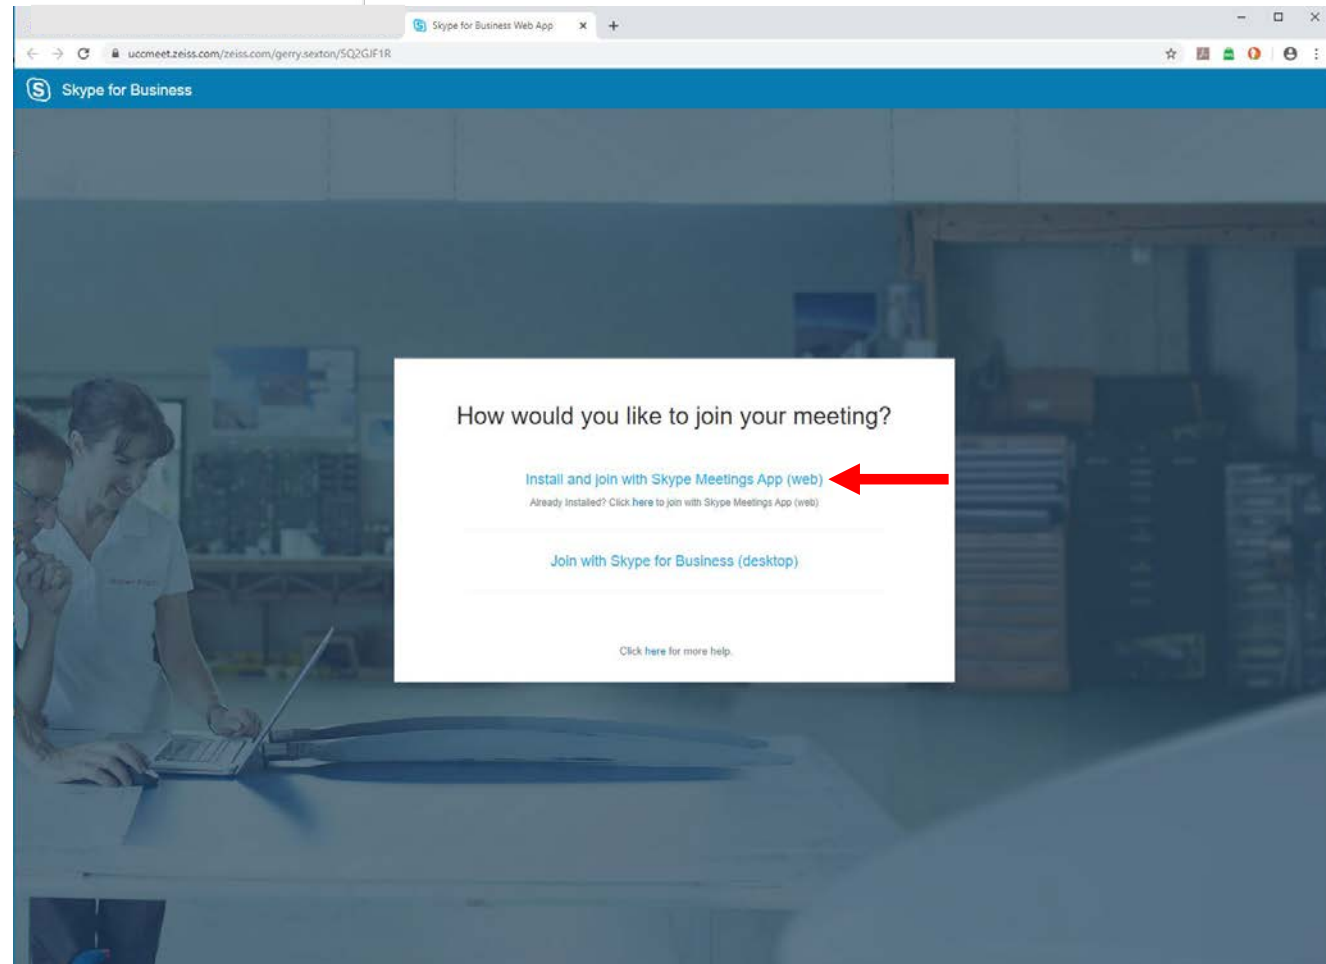 Skype for Business Web App
uccmeet.zeiss.com/zeiss.com/gerry.sexton/SQ2GJF1R
Skype for Business
How would you like to join your meeting?
Install and join with Skype Meetings App (web)
Already Installed? Click here to join with Skype Meetings App (web)
Join with Skype for Business (desktop)
Click here for more help.